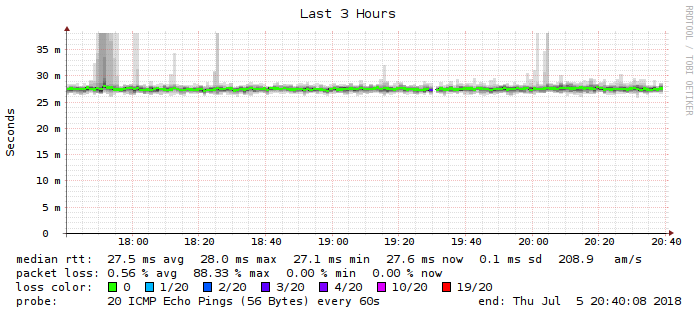 Last 3 Hours
RRDTOOL / TOBI OETIKER
Seconds
35 m
30 m
25 m
20 m
15 m
10 m
5 m
0
18:00 18:20 18:40 19:00 19:20 19:40 20:00 20:20 20:40
median rtt: 27.5 ms avg 28.0 ms max 27.1 ms min 27.6 ms now 0.1 ms sd 208.9 am/s
packet loss: 0.56 % avg 88.33 % max 0.00 % min 0.00 % now
loss color: 0 1/20 2/20 3/20 4/20 10/20 19/20
probe: 20 ICMP Echo Pings (56 Bytes) every 60s end: Thu Jul 5 20:40:08 2018